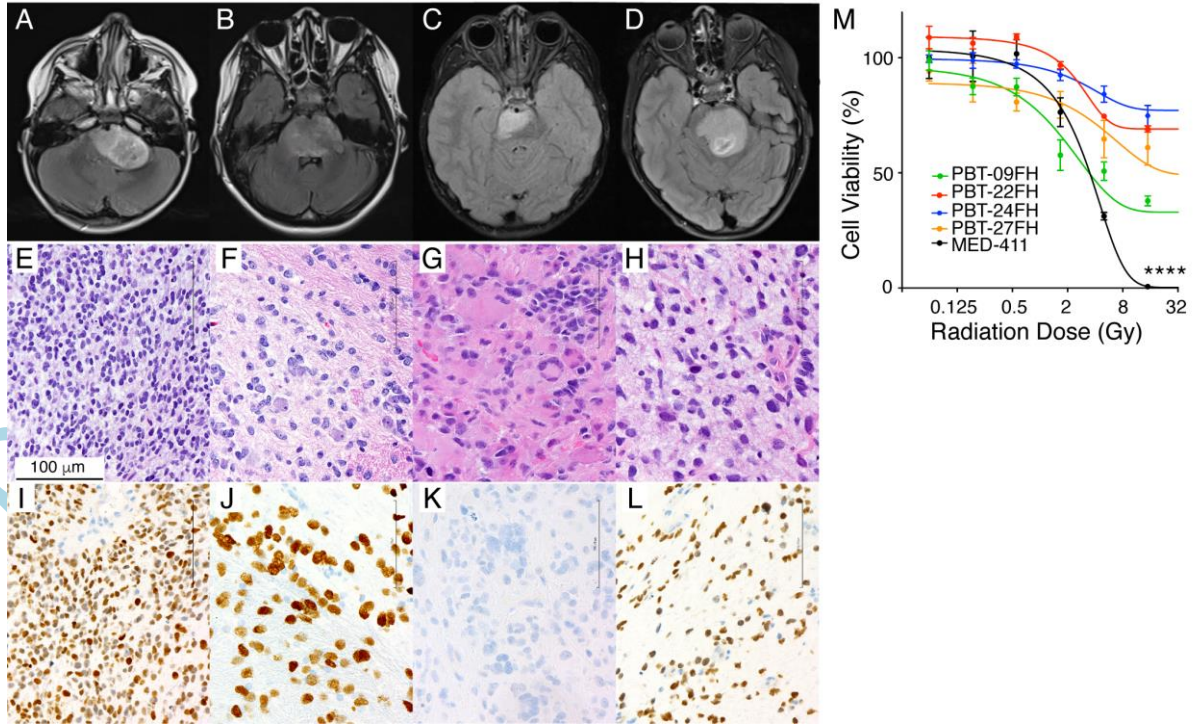 A B C D M
E F G H
100 μm
I J K L
Cell Viability (%)
100
50
0
PBT-09FH
PBT-22FH
PBT-24FH
PBT-27FH
MED-411
****
0.125 0.5 2 8 32
Radiation Dose (Gy)